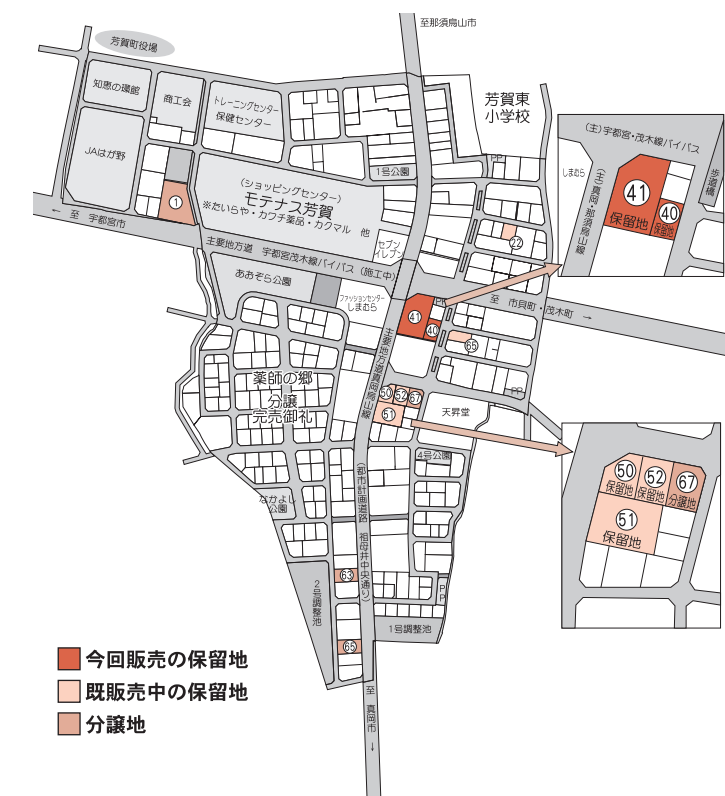 至那須烏山市
芳賀町役場
知恵の環館
商工会
トレーニングセンター
保健センター
芳賀東
小学校
JAはが野
1号公園
PP
(ショッピングセンター)
モテナス芳賀
※たいらや・カワチ薬品・カクマル 他
①
← 至 宇都宮市
主要地方道 宇都宮茂木線バイパス (施工中)
セブン
イレブン
㉒
あおぞら公園
ファッションセンター
しまむら
P
至 市貝町・茂木町 →
㊶
㊵
65
主要地方道真岡烏山線
薬師の郷
分譲
完売御礼
PP
㊿
52
67
51
天昇堂
4号公園
なかよし
公園
(都市計画道路 祖母井中央通り)
63
2号調整池
PP
1号調整池
65
至 真岡市 →
(主)宇都宮・茂木線バイパス
しまむら
(主)真岡・那須烏山線
歩道橋
㊶
保留地
㊵
保留地
㊿
保留地
52
保留地
67
分譲地
51
保留地
今回販売の保留地
既販売中の保留地
分譲地